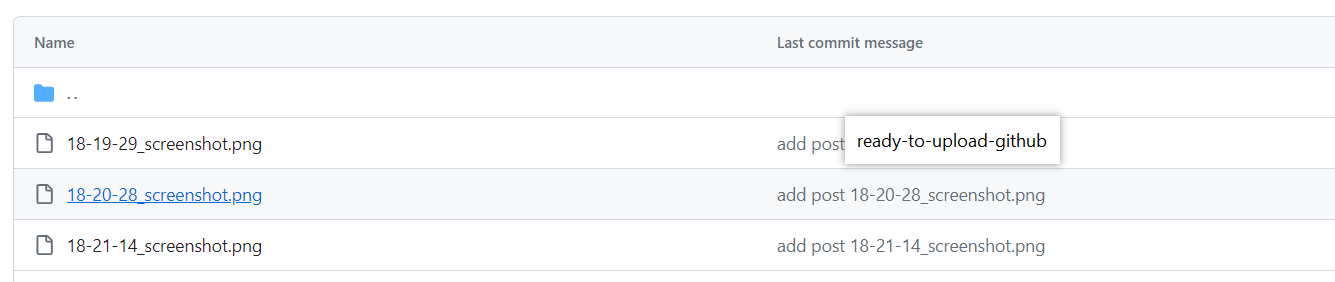 Name Last commit message
..
18-19-29_screenshot.png add post
ready-to-upload-github
18-20-28_screenshot.png add post 18-20-28_screenshot.png
18-21-14_screenshot.png add post 18-21-14_screenshot.png